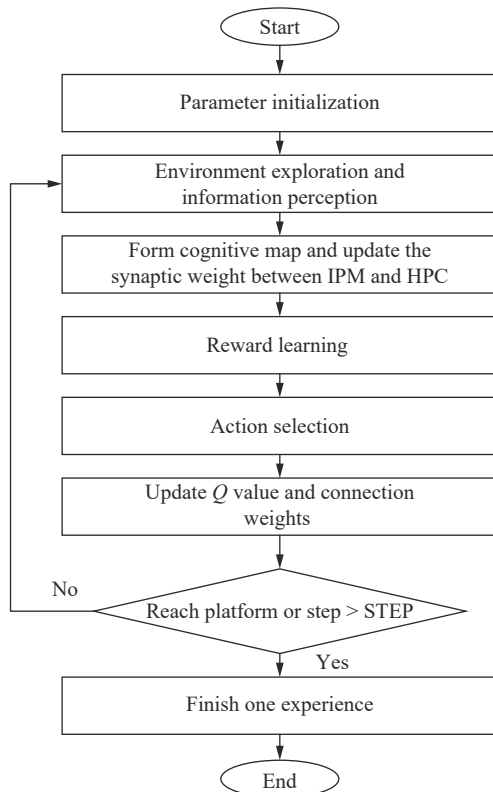 Start
Parameter initialization
Environment exploration and
information perception
Form cognitive map and update the
synaptic weight between IPM and HPC
Reward learning
Action selection
Update Q value and connection
weights
No
Reach platform or step > STEP
Yes
Finish one experience
End